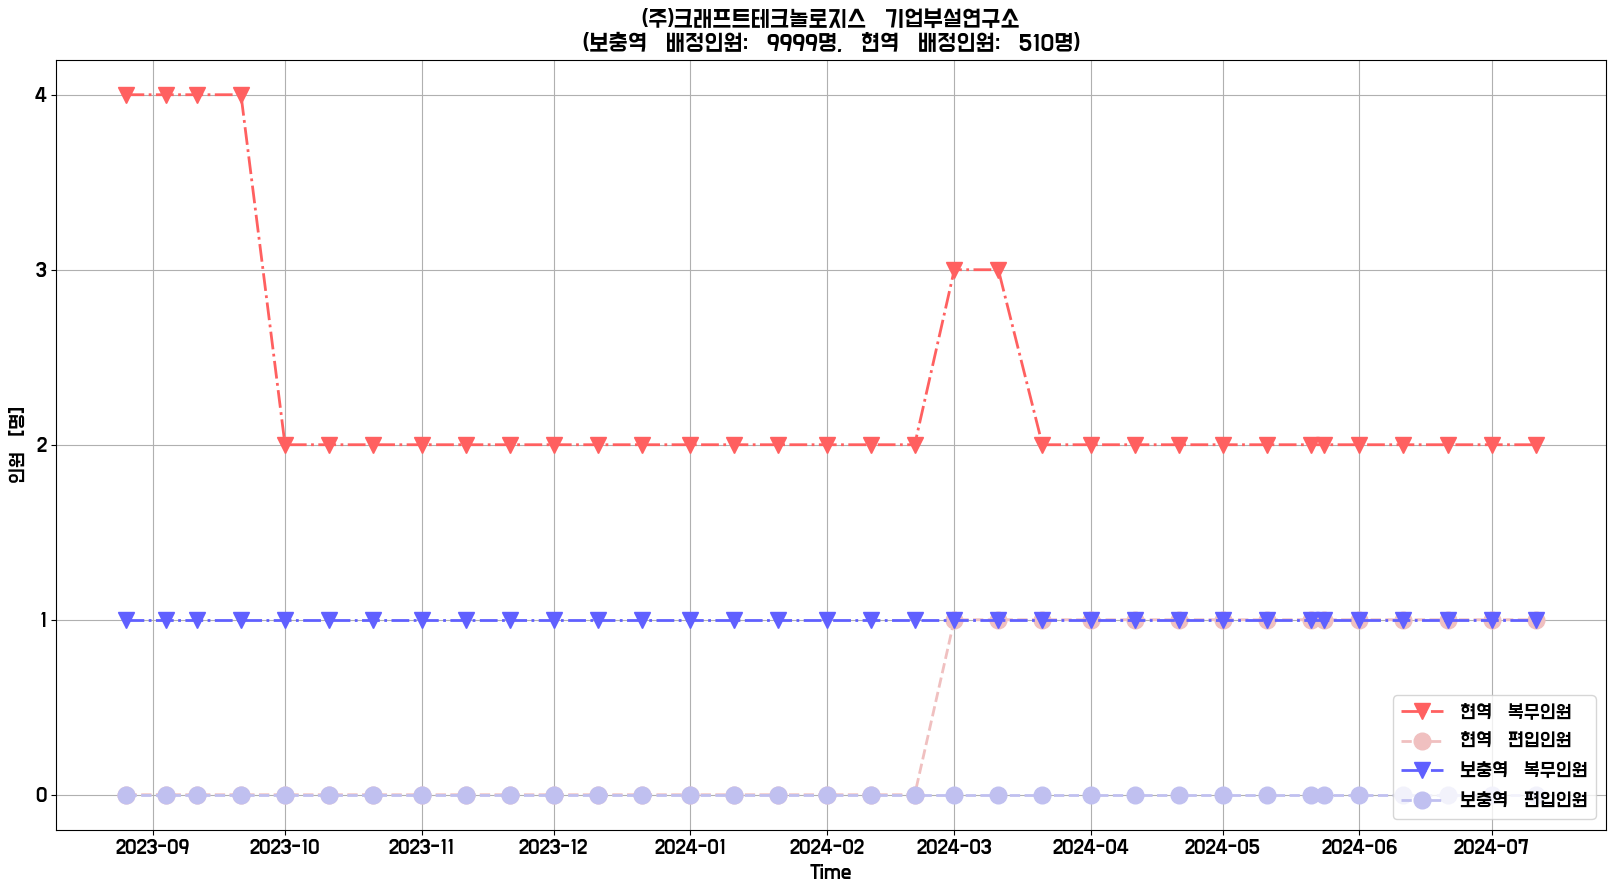 (주)크래프트테크놀로지스 기업부설연구소
(보충역 배정인원: 9999명, 현역 배정인원: 510명)
4
3
2
1
0
인원 [명]
현역 복무인원
현역 편입인원
보충역 복무인원
보충역 편입인원
2023-09 2023-10 2023-11 2023-12 2024-01 2024-02 2024-03 2024-04 2024-05 2024-06 2024-07
Time